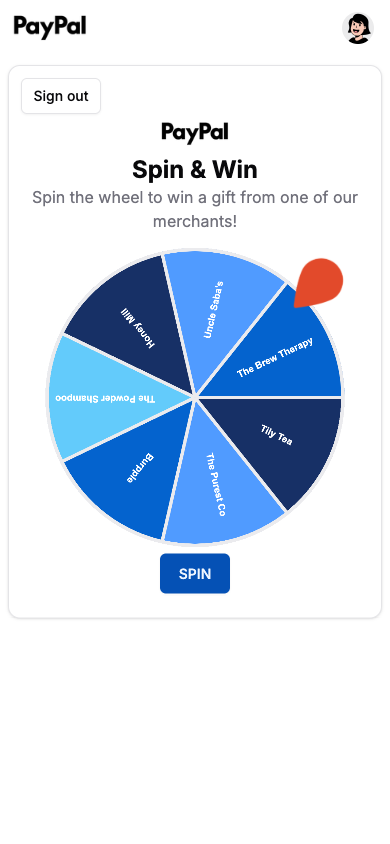 PayPal
Sign out
PayPal
Spin & Win
Spin the wheel to win a gift from one of our
merchants!
Uncle Saba's
The Brew Therapy
Tily Tea
The Purest Co
Burpple
The Powder Shampoo
Honey Mill
SPIN